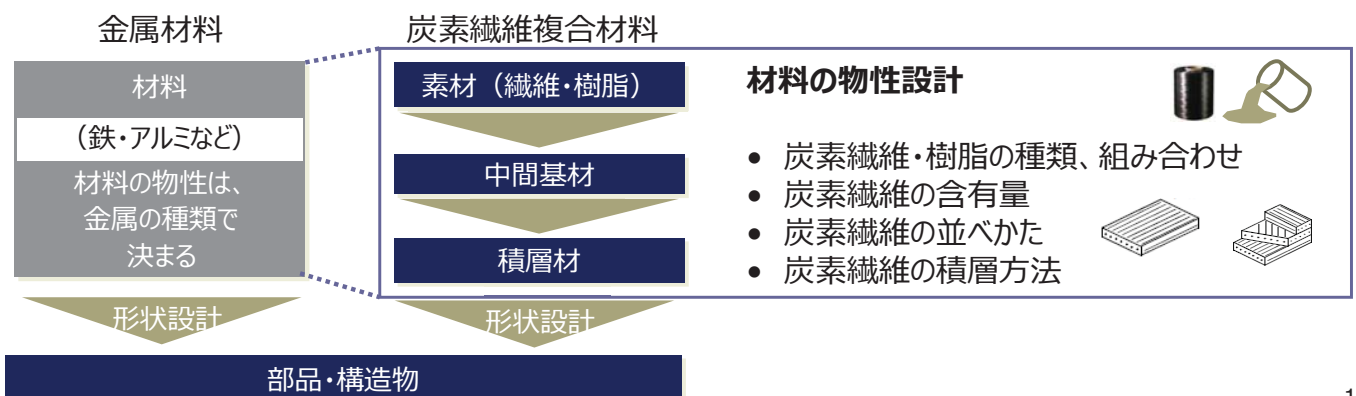 金属材料
材料
（鉄・アルミなど）
材料の物性は、
金属の種類で
決まる
形状設計
炭素繊維複合材料
素材（繊維・樹脂）
中間基材
積層材
形状設計
材料の物性設計
• 炭素繊維・樹脂の種類、組み合わせ
• 炭素繊維の含有量
• 炭素繊維の並べかた
• 炭素繊維の積層方法
部品・構造物
1